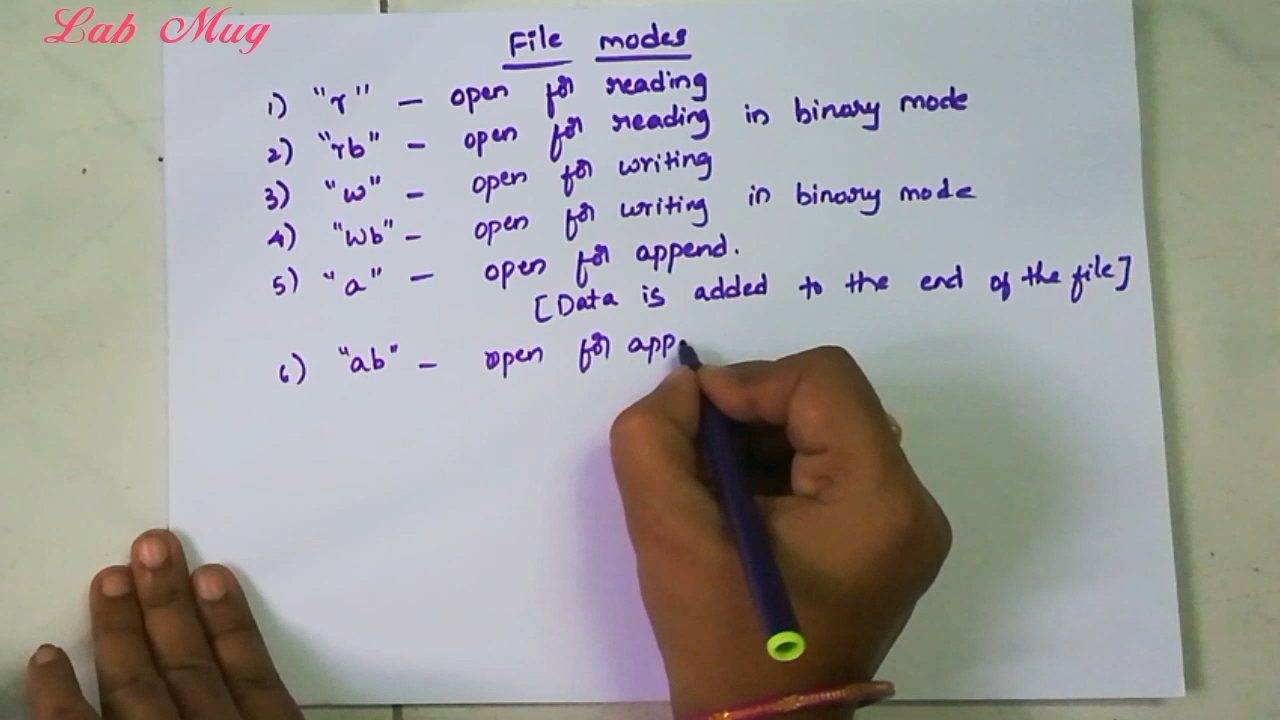 Lab Mug
File modes
1) "r" – open for reading
2) "rb" – open for reading in binary mode
3) "w" – open for writing
4) "wb" – open for writing in binary mode
5) "a" – open for append.
[Data is added to the end of the file]
6) "ab" – open for app